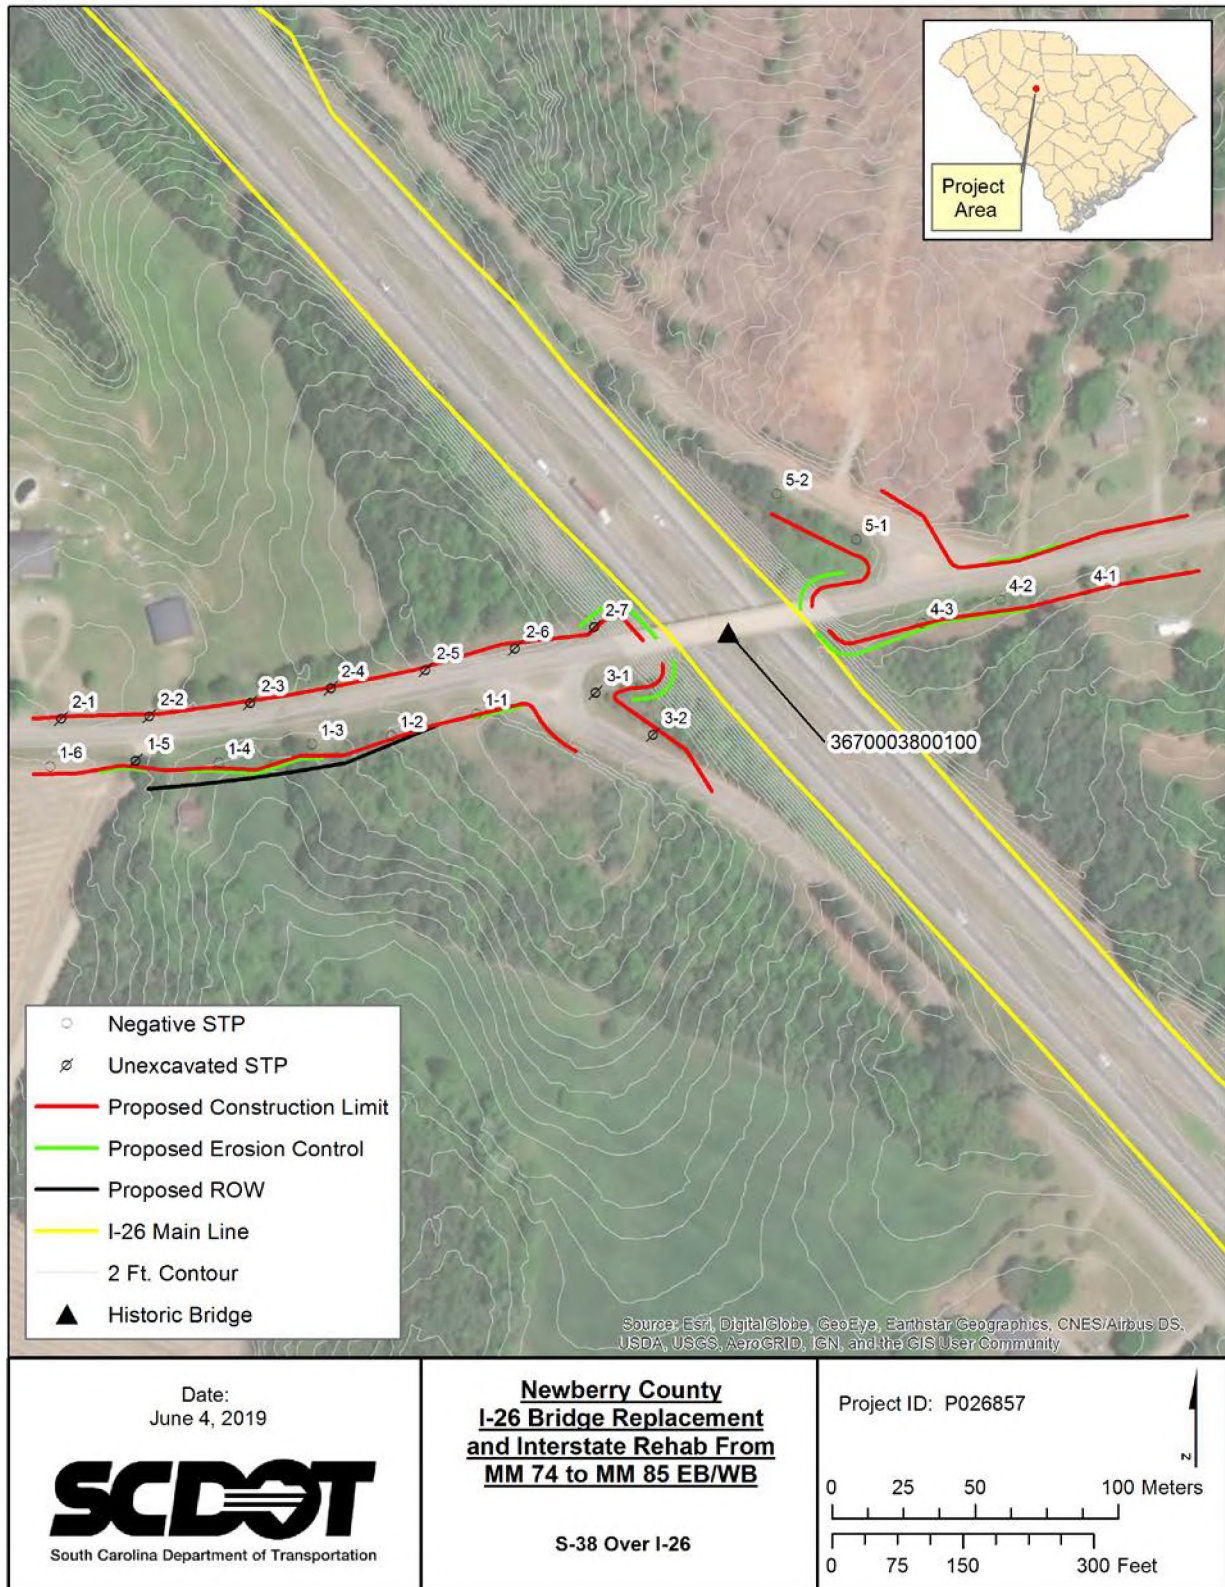 Project
Area
5-2
5-1
4-1
4-2
4-3
2-7
2-6
2-5
2-4
2-3
2-2
2-1
3-1
3-2
1-1
1-2
1-3
1-4
1-5
1-6
36700003800100
Negative STP
Unexcavated STP
Proposed Construction Limit
Proposed Erosion Control
Proposed ROW
I-26 Main Line
2 Ft. Contour
Historic Bridge
Source: Esri, DigitalGlobe, GeoEye, Earthstar Geographics, CNES/Airbus DS,
USDA, USGS, AeroGRID, IGN, and the GIS User Community
Date:
June 4, 2019
SCDOT
South Carolina Department of Transportation
Newberry County
I-26 Bridge Replacement
and Interstate Rehab From
MM 74 to MM 85 EB/WB
S-38 Over I-26
Project ID: P026857
N
0 25 50 100 Meters
0 75 150 300 Feet